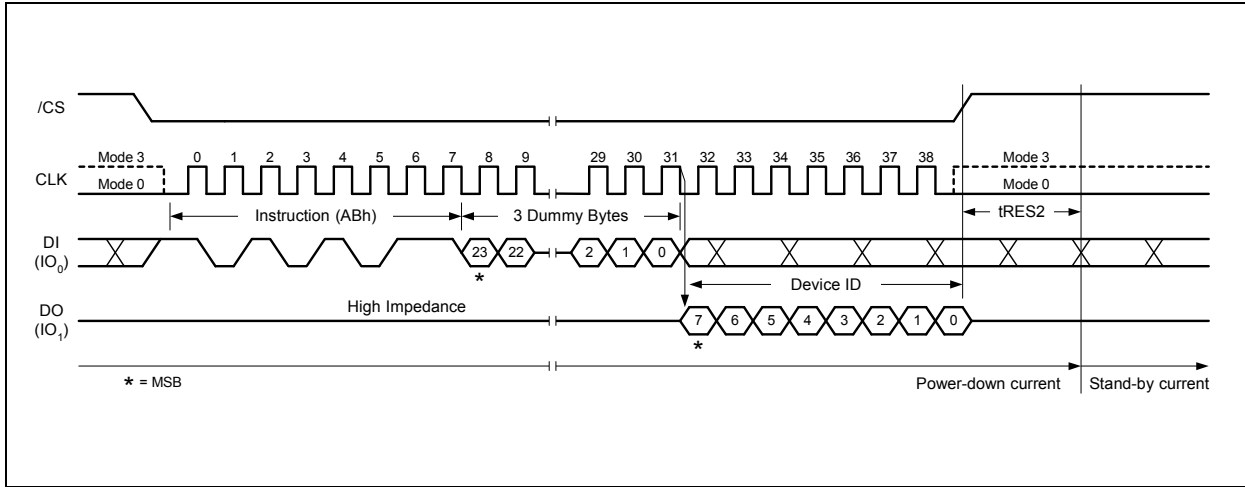 /CS
Mode 3 0 1 2 3 4 5 6 7 8 9 29 30 31 32 33 34 35 36 37 38 Mode 3
CLK
Mode 0 Mode 0
Instruction (ABh) 3 Dummy Bytes tRES2
DI
(IO0)
23 22 2 1 0
*
Device ID
High Impedance
DO
(IO1)
7 6 5 4 3 2 1 0
*
* = MSB
Power-down current Stand-by current